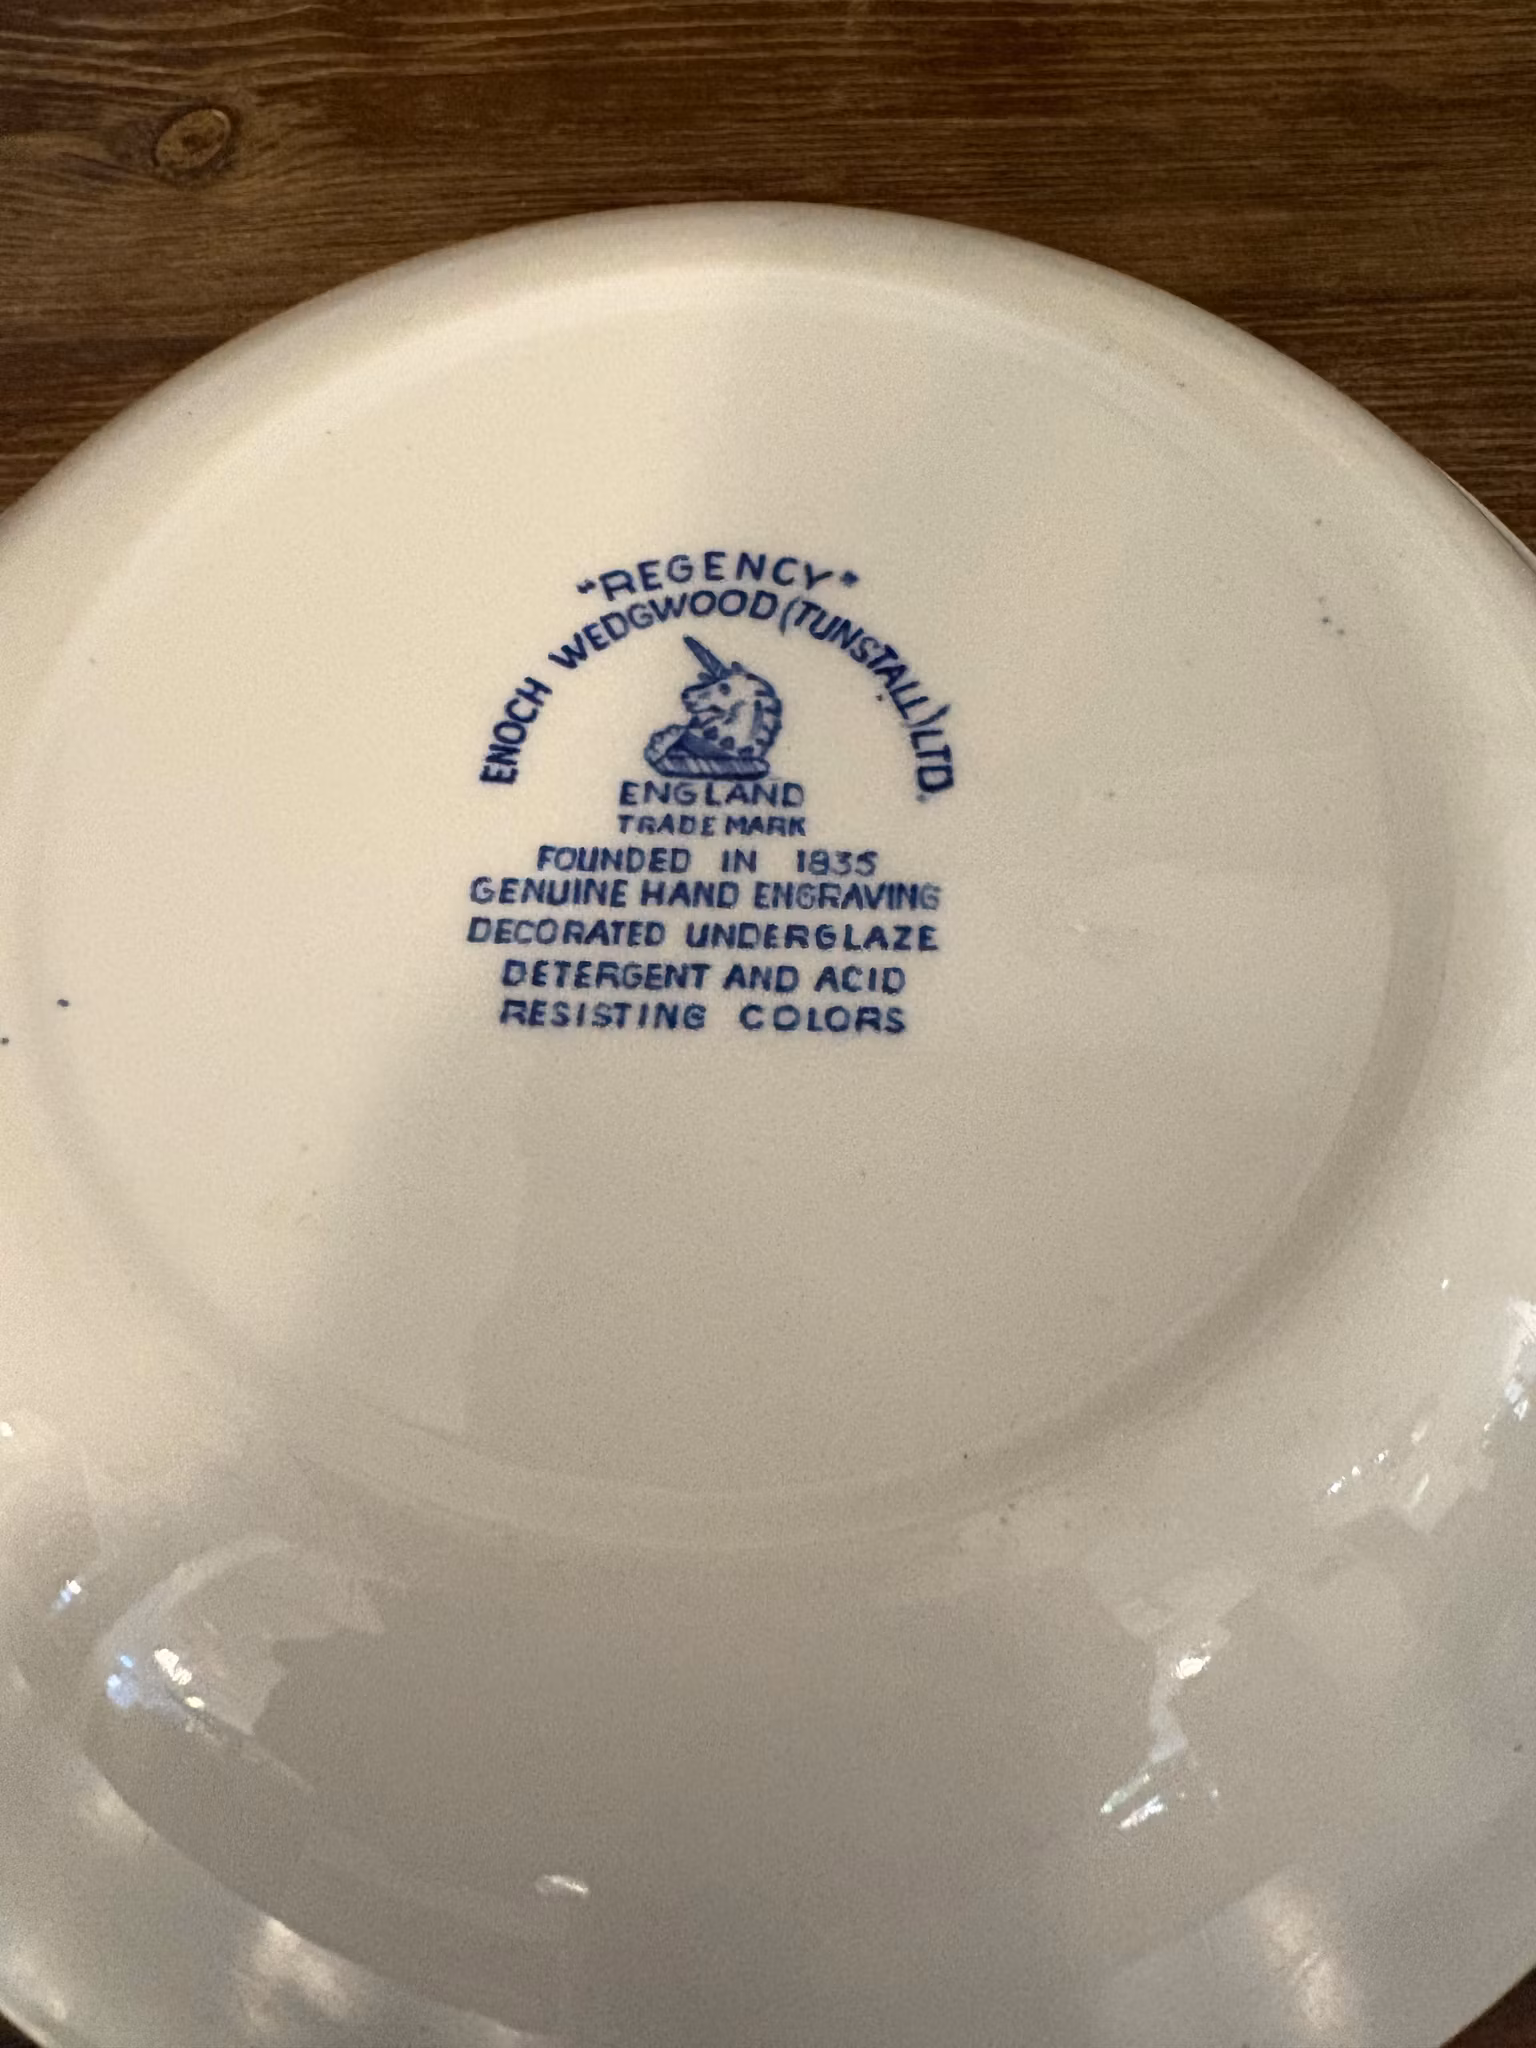 "REGENCY"
ENOCH WEDGWOOD (TUNSTALL) LTD.
ENGLAND
TRADE MARK
FOUNDED IN 1835
GENUINE HAND ENGRAVING
DECORATED UNDERGLAZE
DETERGENT AND ACID
RESISTING COLORS